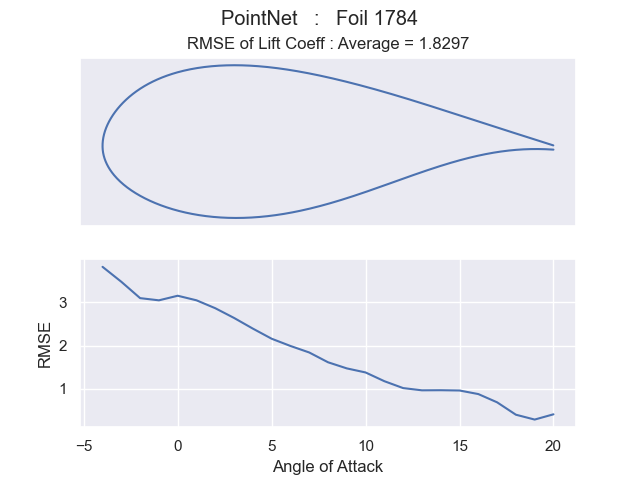 PointNet : Foil 1784
RMSE of Lift Coeff : Average = 1.8297
3
2
1
RMSE
−5
0
5
10
15
20
Angle of Attack